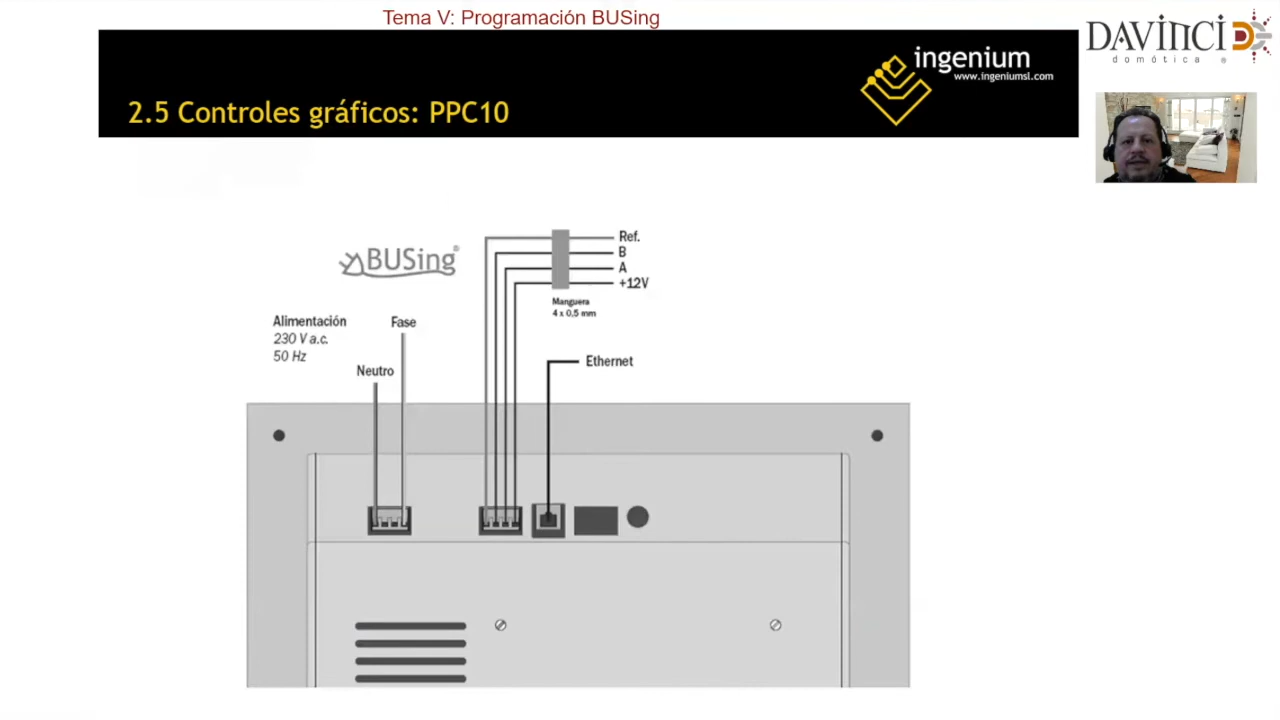 Tema V: Programación BUSing
DAVINCI DC
domótica ®
ingenium
www.ingeniumsl.com
2.5 Controles gráficos: PPC10
BUSing®
Ref.
B
A
+12V
Manguera
4 x 0,5 mm
Alimentación
230 V a.c.
50 Hz
Fase
Neutro
Ethernet